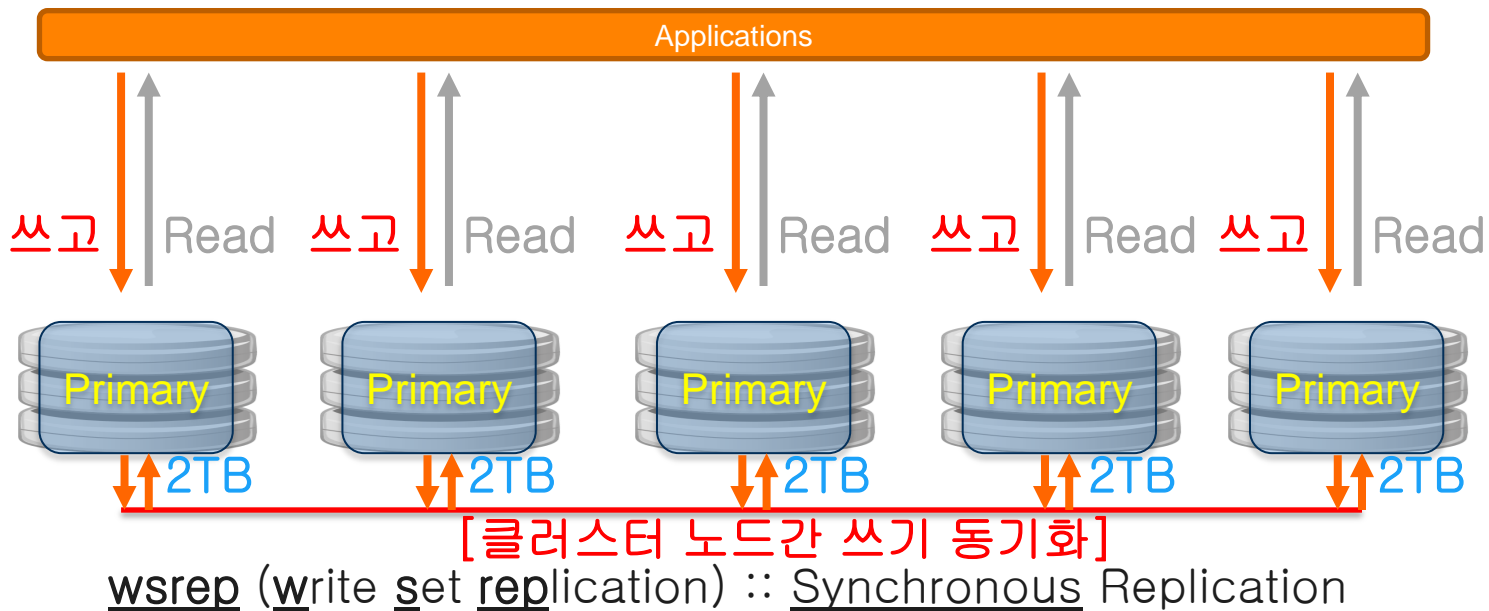 Applications
쓰고 Read 쓰고 Read 쓰고 Read 쓰고 Read 쓰고 Read
Primary Primary Primary Primary Primary
2TB 2TB 2TB 2TB 2TB
[클러스터 노드간 쓰기 동기화]
wsrep (write set replication) :: Synchronous Replication